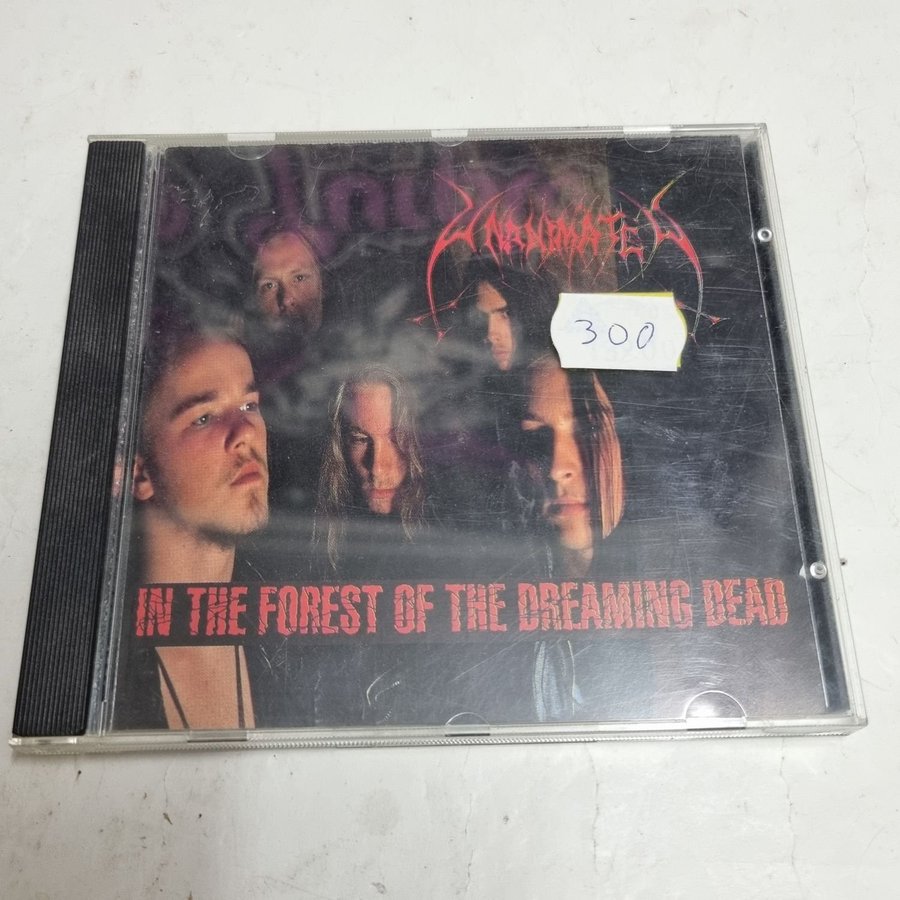 UNANIMATED
300
IN THE FOREST OF THE DREAMING DEAD